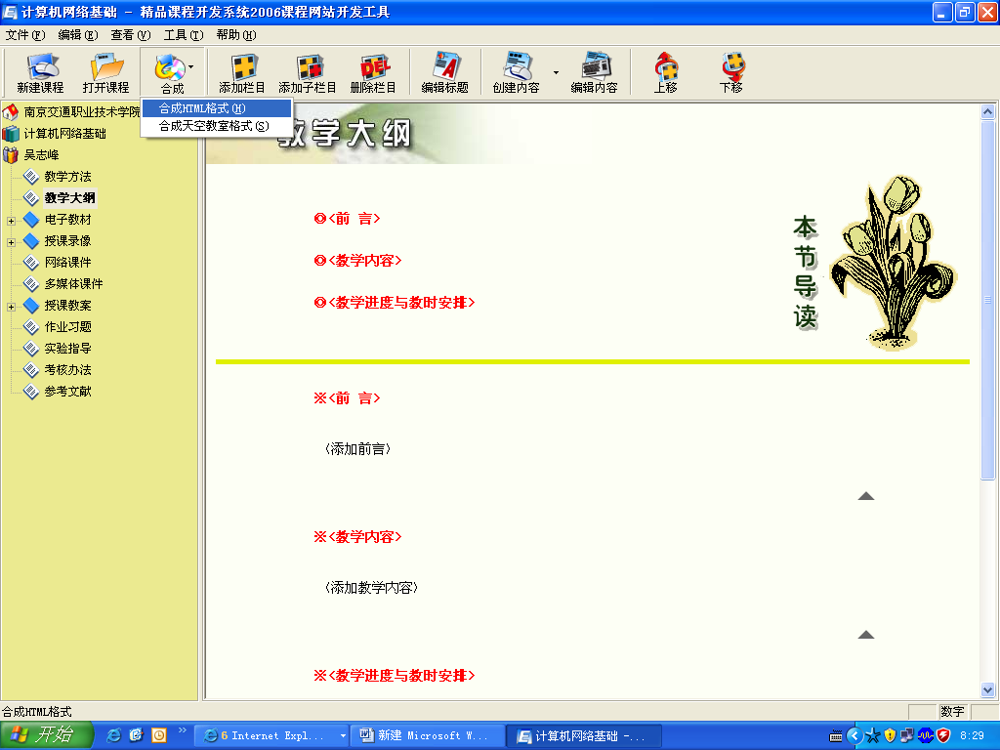 计算机网络基础 - 精品课程开发系统2006课程网站开发工具
文件(F) 编辑(E) 查看(V) 工具(T) 帮助(H)
新建课程 打开课程 合成 添加栏目 添加子栏目 删除栏目 编辑标题 创建内容 编辑内容 上移 下移
合成HTML格式(H)
合成天空教室格式(S)
南京交通职业技术学院
计算机网络基础
吴志峰
教学方法
教学大纲
电子教材
授课录像
网络课件
多媒体课件
授课教案
作业习题
实验指导
考核办法
参考文献
教学大纲
◎<前 言>
◎<教学内容>
◎<教学进度与教时安排>
本节导读
※<前 言>
〈添加前言〉
※<教学内容>
〈添加教学内容〉
※<教学进度与教时安排>
合成HTML格式
数字
开始
6 Internet Expl...
新建 Microsoft W...
计算机网络基础 -...
8:29